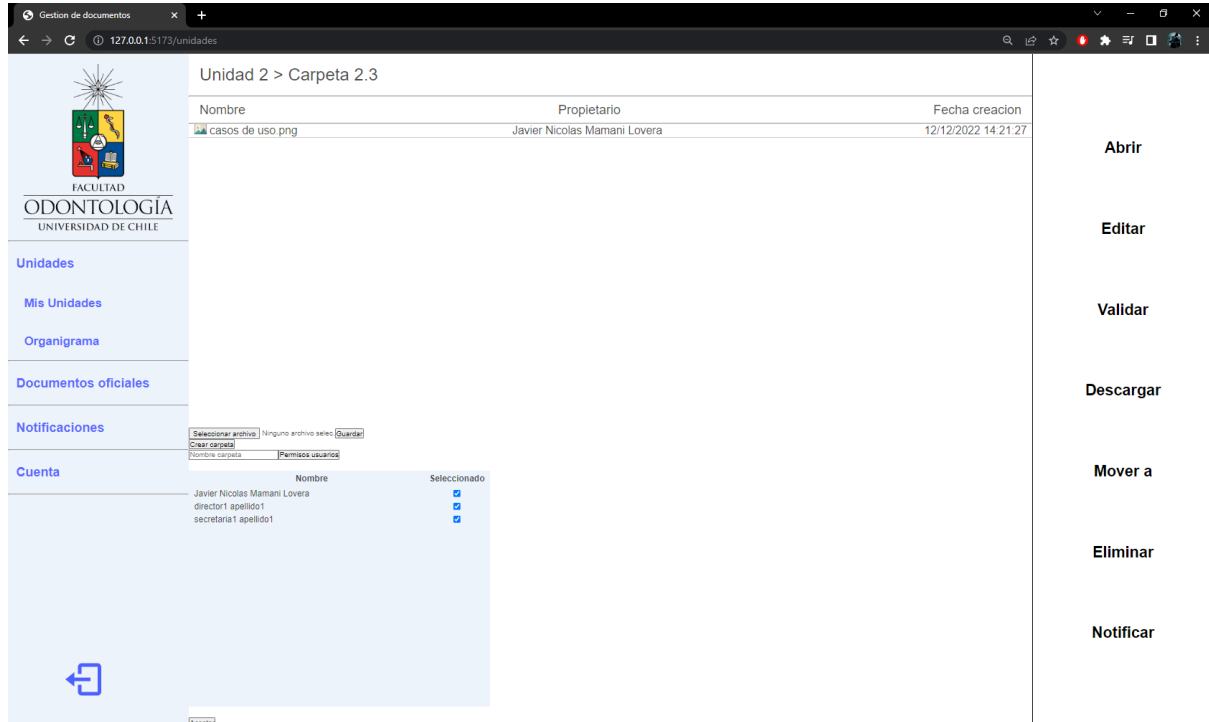 Gestion de documentos
127.0.0.1:5173/unidades
FACULTAD
ODONTOLOGÍA
UNIVERSIDAD DE CHILE
Unidades
Mis Unidades
Organigrama
Documentos oficiales
Notificaciones
Cuenta
Unidad 2 > Carpeta 2.3
Nombre Propietario Fecha creacion
casos de uso.png Javier Nicolas Mamani Lovera 12/12/2022 14:21:27
Seleccionar archivo Ninguno archivo selec. Guardar
Crear carpeta
Nombre carpeta Permisos usuarios
Nombre Seleccionado
Javier Nicolas Mamani Lovera
director1 apellido1
secretaria1 apellido1
Abrir
Editar
Validar
Descargar
Mover a
Eliminar
Notificar